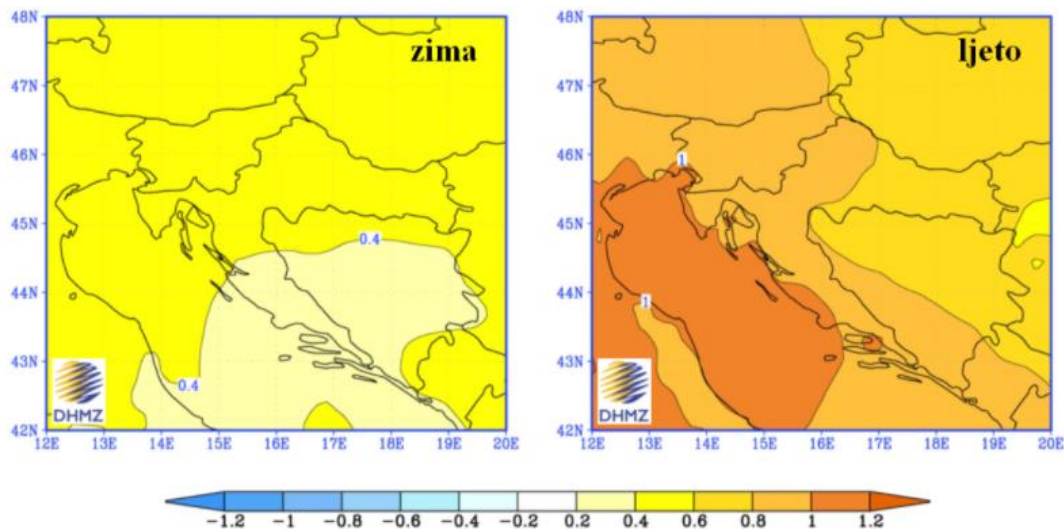 zima
ljeto
48N
47N
46N
45N
44N
43N
42N
0.4
0.4
DHMZ
12E 13E 14E 15E 16E 17E 18E 19E 20E
48N
47N
46N
45N
44N
43N
42N
1
1
DHMZ
12E 13E 14E 15E 16E 17E 18E 19E 20E
-1.2 -1 -0.8 -0.6 -0.4 -0.2 0.2 0.4 0.6 0.8 1 1.2